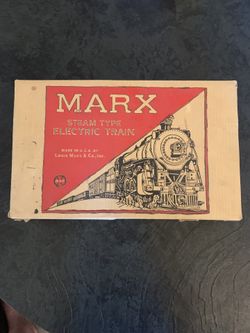 MARX
STEAM TYPE
ELECTRIC TRAIN
MADE IN U.S.A. BY
LOUIS MARX & CO., INC.